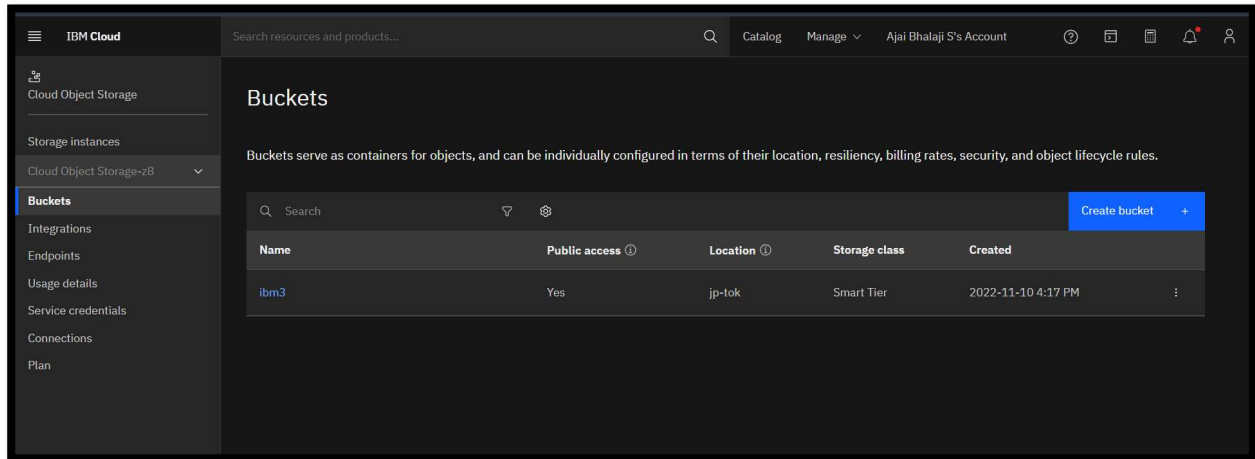 IBM Cloud
Search resources and products...
Catalog
Manage
Ajai Bhalaji S's Account
Cloud Object Storage
Storage instances
Cloud Object Storage-z8
Buckets
Integrations
Endpoints
Usage details
Service credentials
Connections
Plan
Buckets
Buckets serve as containers for objects, and can be individually configured in terms of their location, resiliency, billing rates, security, and object lifecycle rules.
Search
Create bucket +
Name Public access Location Storage class Created
ibm3 Yes jp-tok Smart Tier 2022-11-10 4:17 PM